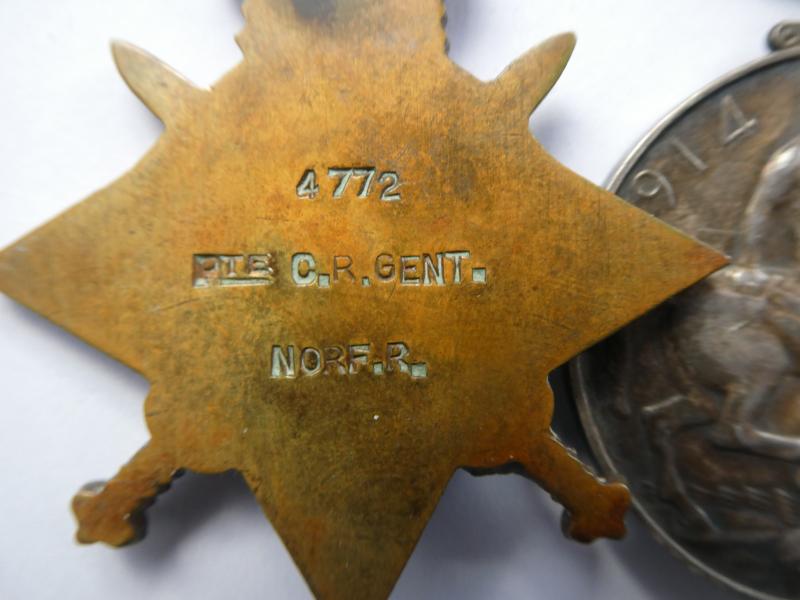 4772
PTE C.R.GENT.
NORF.R.
1914